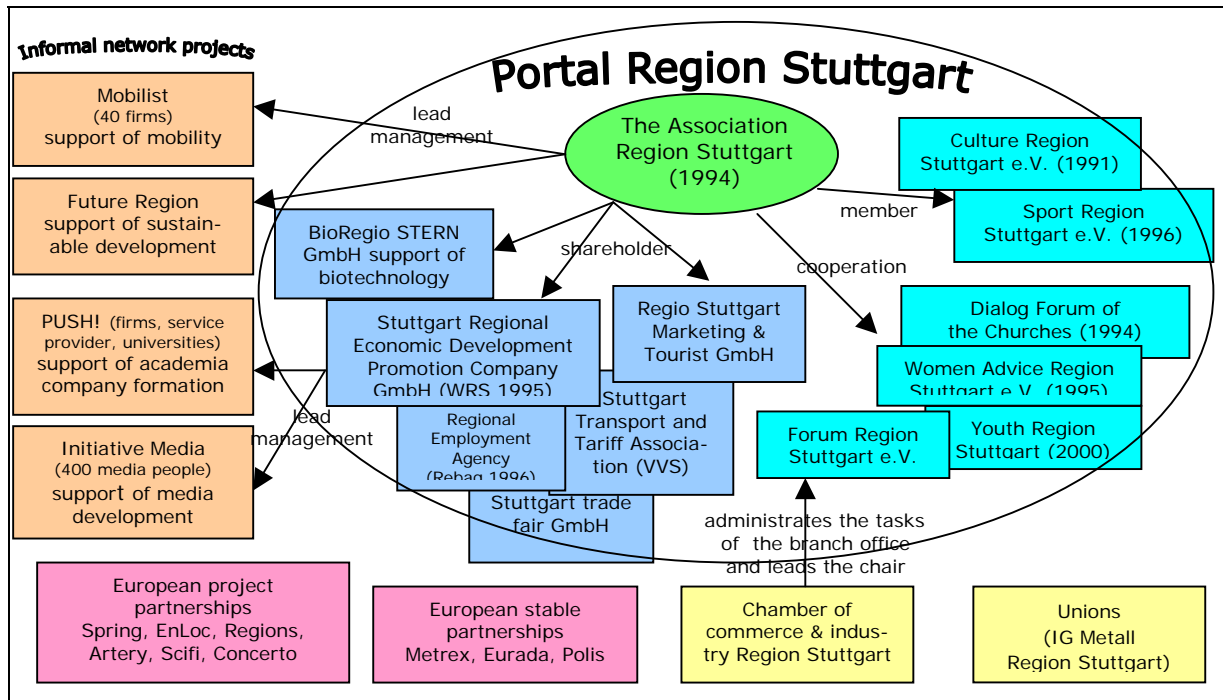 Informal network projects
Portal Region Stuttgart
Mobilist
(40 firms)
support of mobility
Future Region
support of sustain-
able development
PUSH! (firms, service
provider, universities)
support of academia
company formation
Initiative Media
(400 media people)
support of media
development
lead
management
The Association
Region Stuttgart
(1994)
Culture Region
Stuttgart e.V. (1991)
member
Sport Region
Stuttgart e.V. (1996)
BioRegio STERN
GmbH support of
biotechnology
shareholder
cooperation
Stuttgart Regional
Economic Development
Promotion Company
GmbH (WRS 1995)
Regio Stuttgart
Marketing &
Tourist GmbH
Dialog Forum of
the Churches (1994)
Women Advice Region
Stuttgart e.V. (1995)
Youth Region
Stuttgart (2000)
Forum Region
Stuttgart e.V.
lead
management
Regional
Employment
Agency
(Rebag 1996)
Stuttgart
Transport and
Tariff Associa-
tion (VVS)
Stuttgart trade
fair GmbH
administrates the tasks
of the branch office
and leads the chair
European project
partnerships
Spring, EnLoc, Regions,
Artery, Scifi, Concerto
European stable
partnerships
Metrex, Eurada, Polis
Chamber of
commerce & indus-
try Region Stuttgart
Unions
(IG Metall
Region Stuttgart)